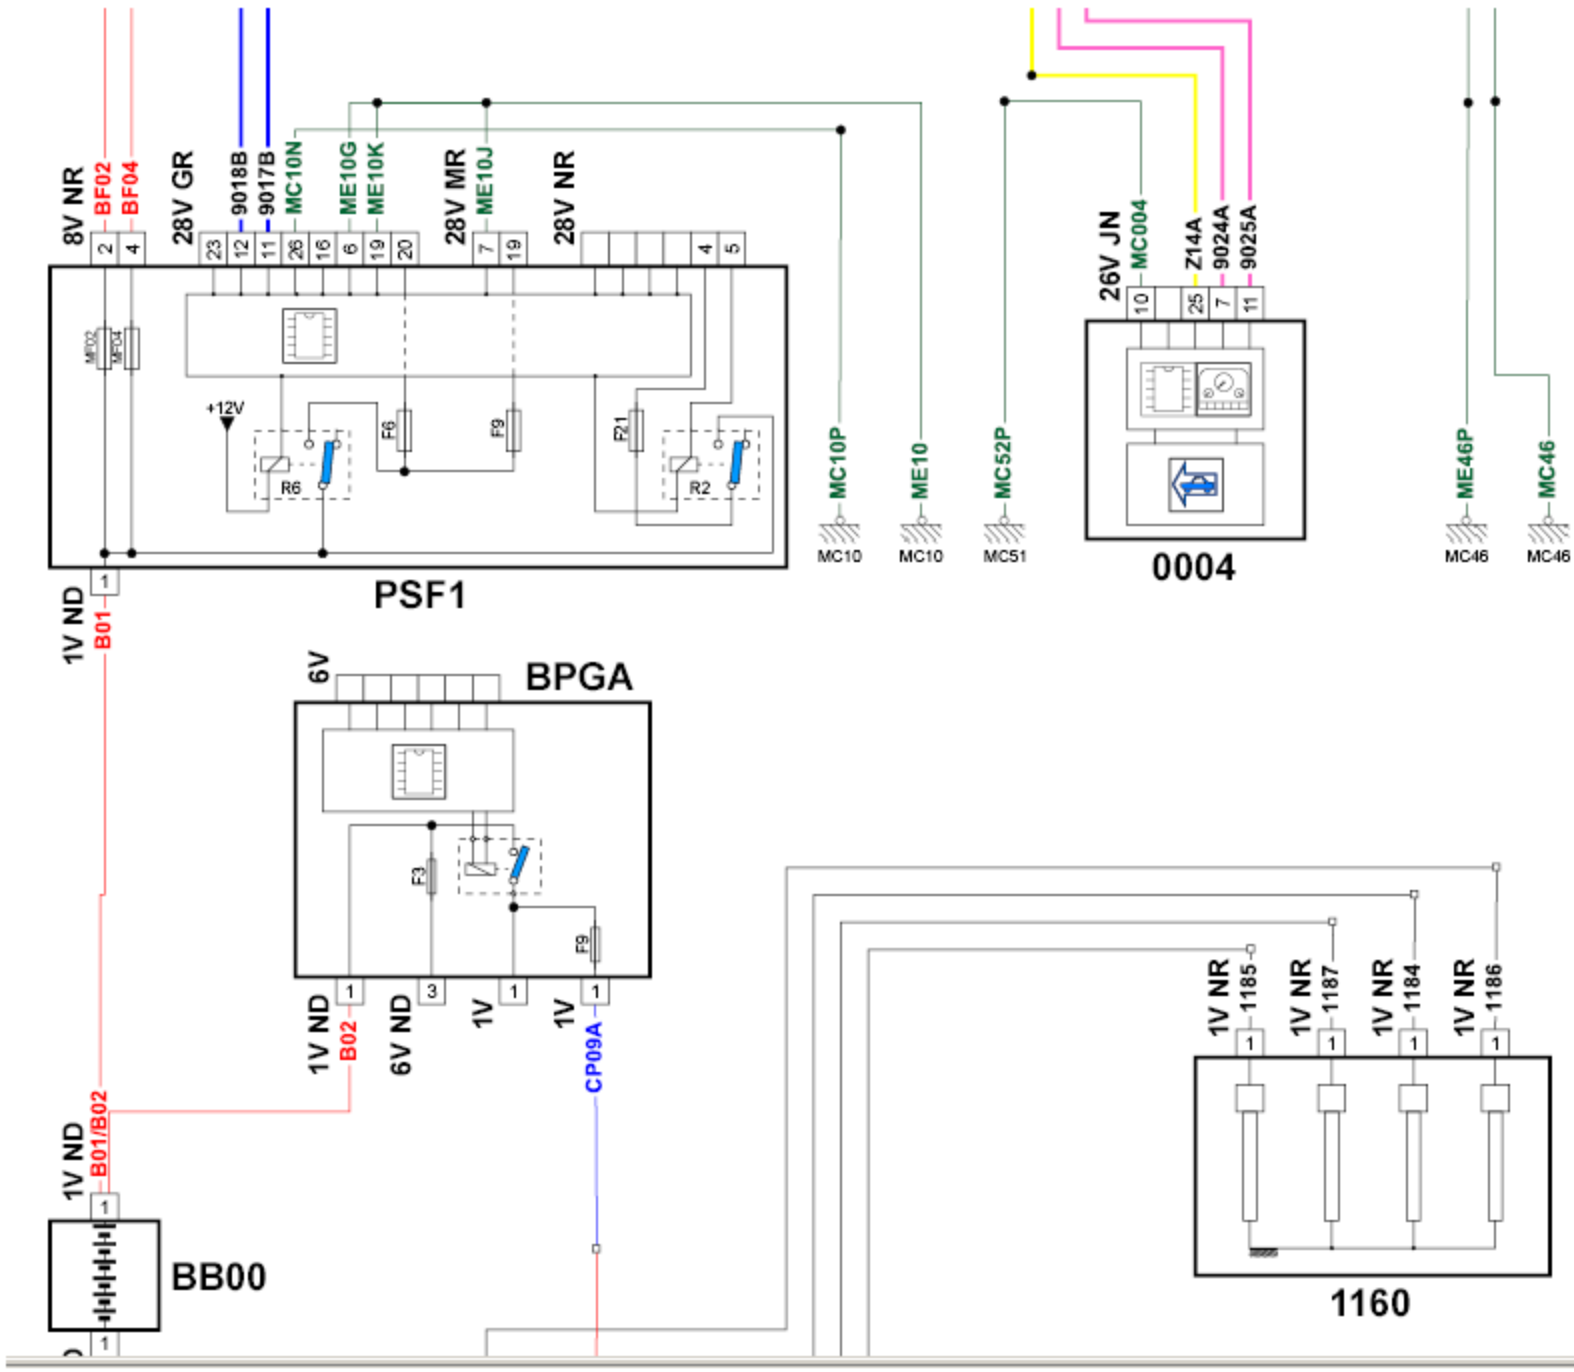 8V NR
BF02
BF04
28V GR
9018B
9017B
MC10N
ME10G
ME10K
28V MR
ME10J
28V NR
2
4
23
12
11
26
16
6
19
20
7
19
4
5
MF02
MF04
+12V
R6
F6
F9
F21
R2
PSF1
MC10P
MC10
ME10
MC10
MC52P
MC51
26V JN
MC004
Z14A
9024A
9025A
10
25
7
11
0004
ME46P
MC46
MC46
MC46
1
1V ND
B01
6V
BPGA
F3
F9
1
3
1
1
1V ND
B02
6V ND
1V
1V
CP09A
1V NR
1185
1V NR
1187
1V NR
1184
1V NR
1186
1
1
1
1
1160
1V ND
B01/B02
1
BB00
1